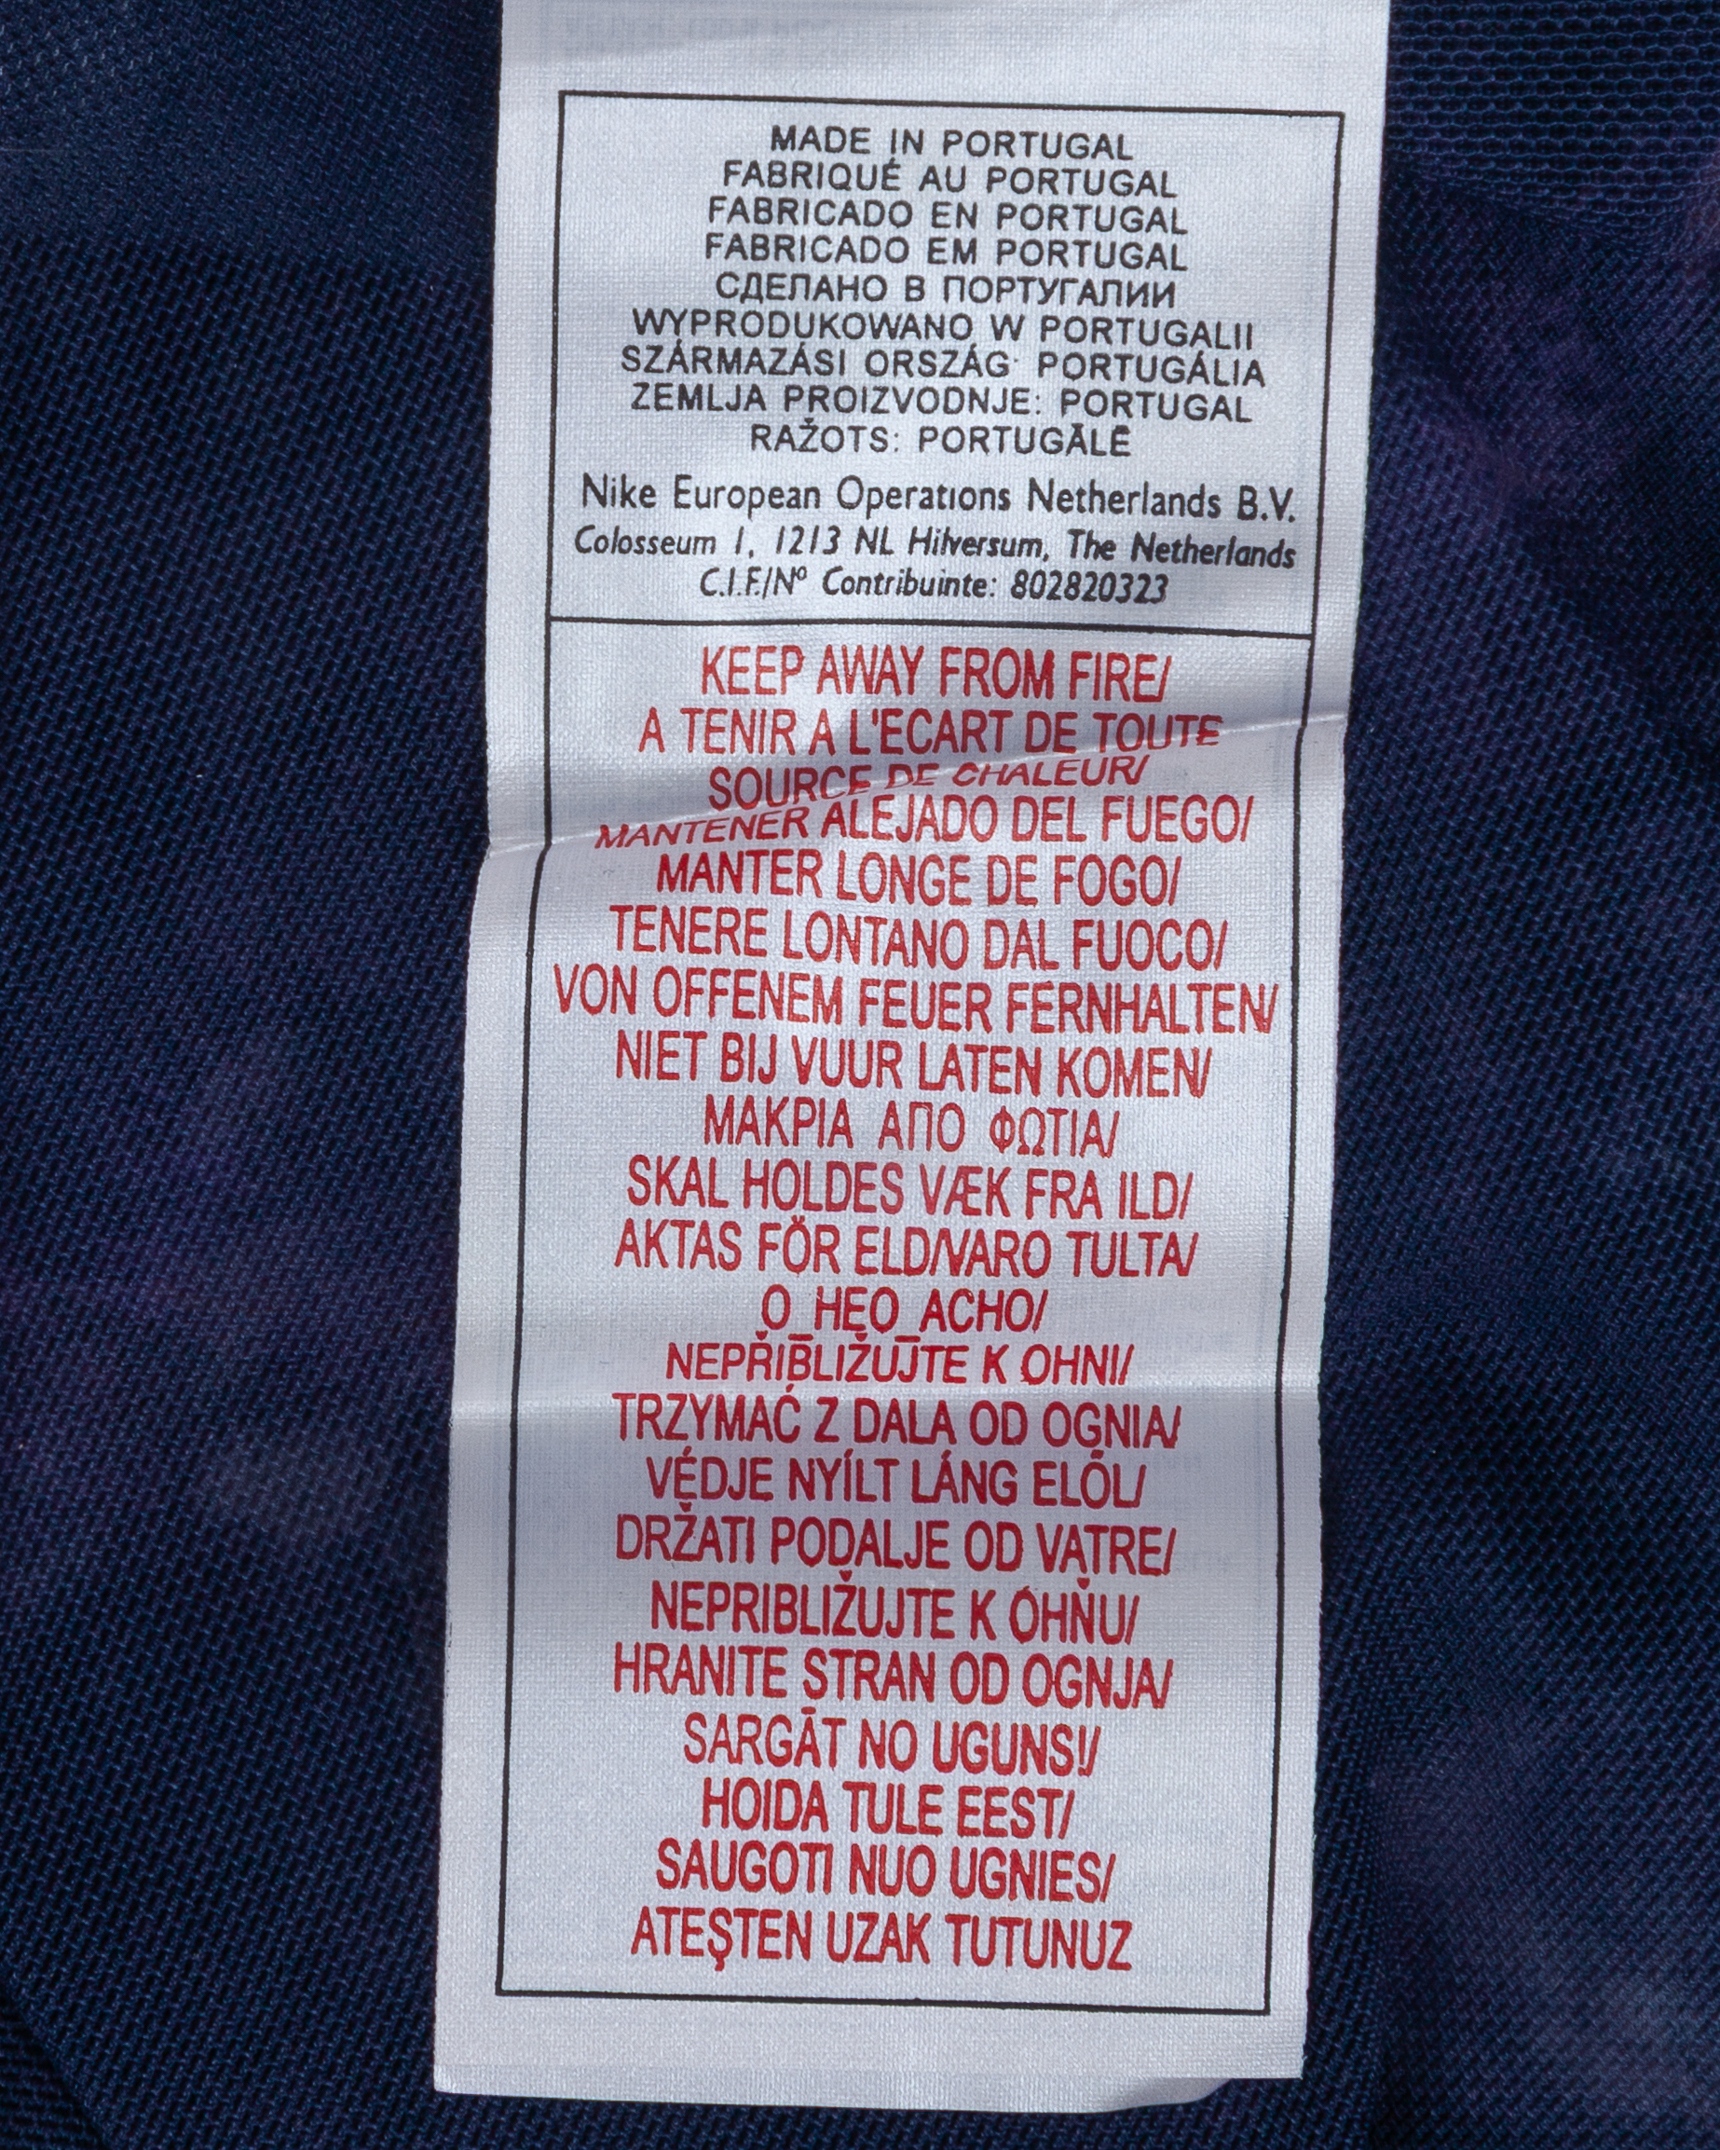 MADE IN PORTUGAL
FABRIQUÉ AU PORTUGAL
FABRICADO EN PORTUGAL
FABRICADO EM PORTUGAL
СДЕЛАНО В ПОРТУГАЛИИ
WYPRODUKOWANO W PORTUGALII
SZÁRMAZÁSI ORSZÁG: PORTUGÁLIA
ZEMLJA PROIZVODNJE: PORTUGAL
RAŽOTS: PORTUGĀLĒ
Nike European Operations Netherlands B.V.
Colosseum 1, 1213 NL Hilversum, The Netherlands
C.I.F./Nº Contribuinte: 802820323
KEEP AWAY FROM FIRE/
A TENIR A L'ECART DE TOUTE
SOURCE DE CHALEUR/
MANTENER ALEJADO DEL FUEGO/
MANTER LONGE DE FOGO/
TENERE LONTANO DAL FUOCO/
VON OFFENEM FEUER FERNHALTEN/
NIET BIJ VUUR LATEN KOMEN/
ΜΑΚΡΙΑ ΑΠΟ ΦΩΤΙΑ/
SKAL HOLDES VÆK FRA ILD/
AKTAS FÖR ELD/VARO TULTA/
О_НЕО_АСНО/
NEPŘIBLIŽUJTE K OHNI/
TRZYMAĆ Z DALA OD OGNIA/
VÉDJE NYÍLT LÁNG ELŐL/
DRŽATI PODALJE OD VATRE/
NEPRIBLIŽUJTE K OHŇU/
HRANITE STRAN OD OGNJA/
SARGĀT NO UGUNS!/
HOIDA TULE EEST/
SAUGOTI NUO UGNIES/
ATEŞTEN UZAK TUTUNUZ